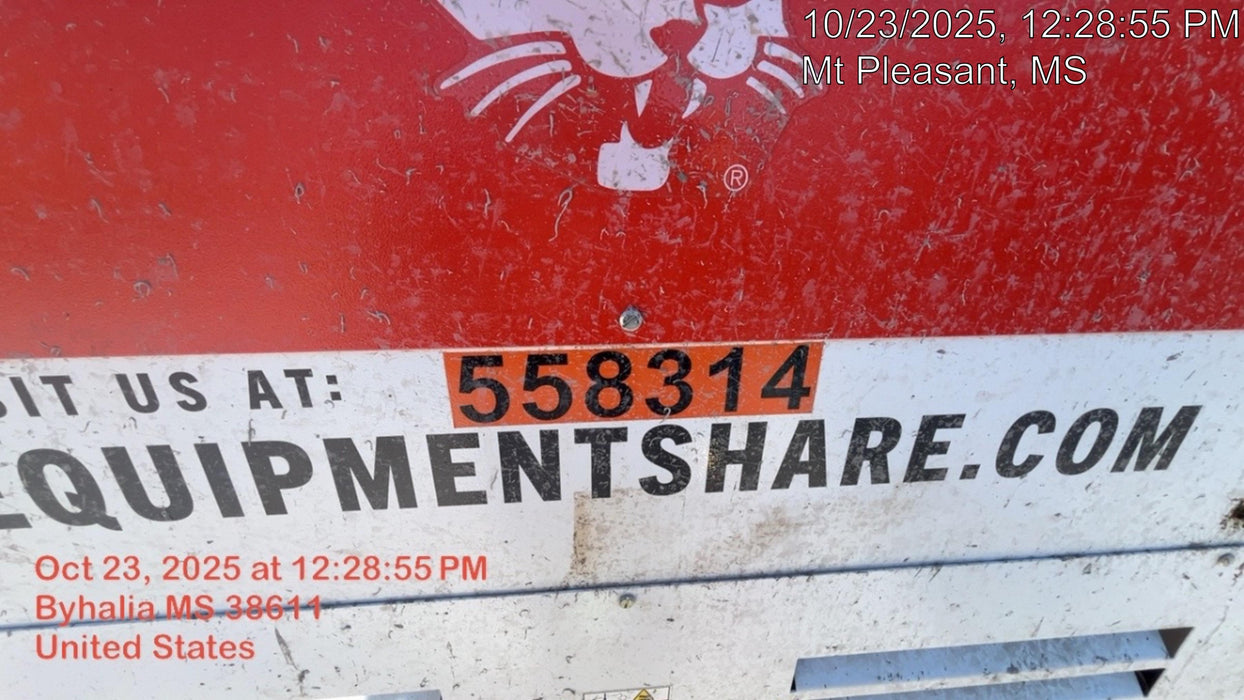 10/23/2025, 12:28:55 PM
Mt Pleasant, MS
®
558314
SIT US AT:
EQUIPMENTSHARE.COM
Oct 23, 2025 at 12:28:55 PM
Byhalia MS 38611
United States